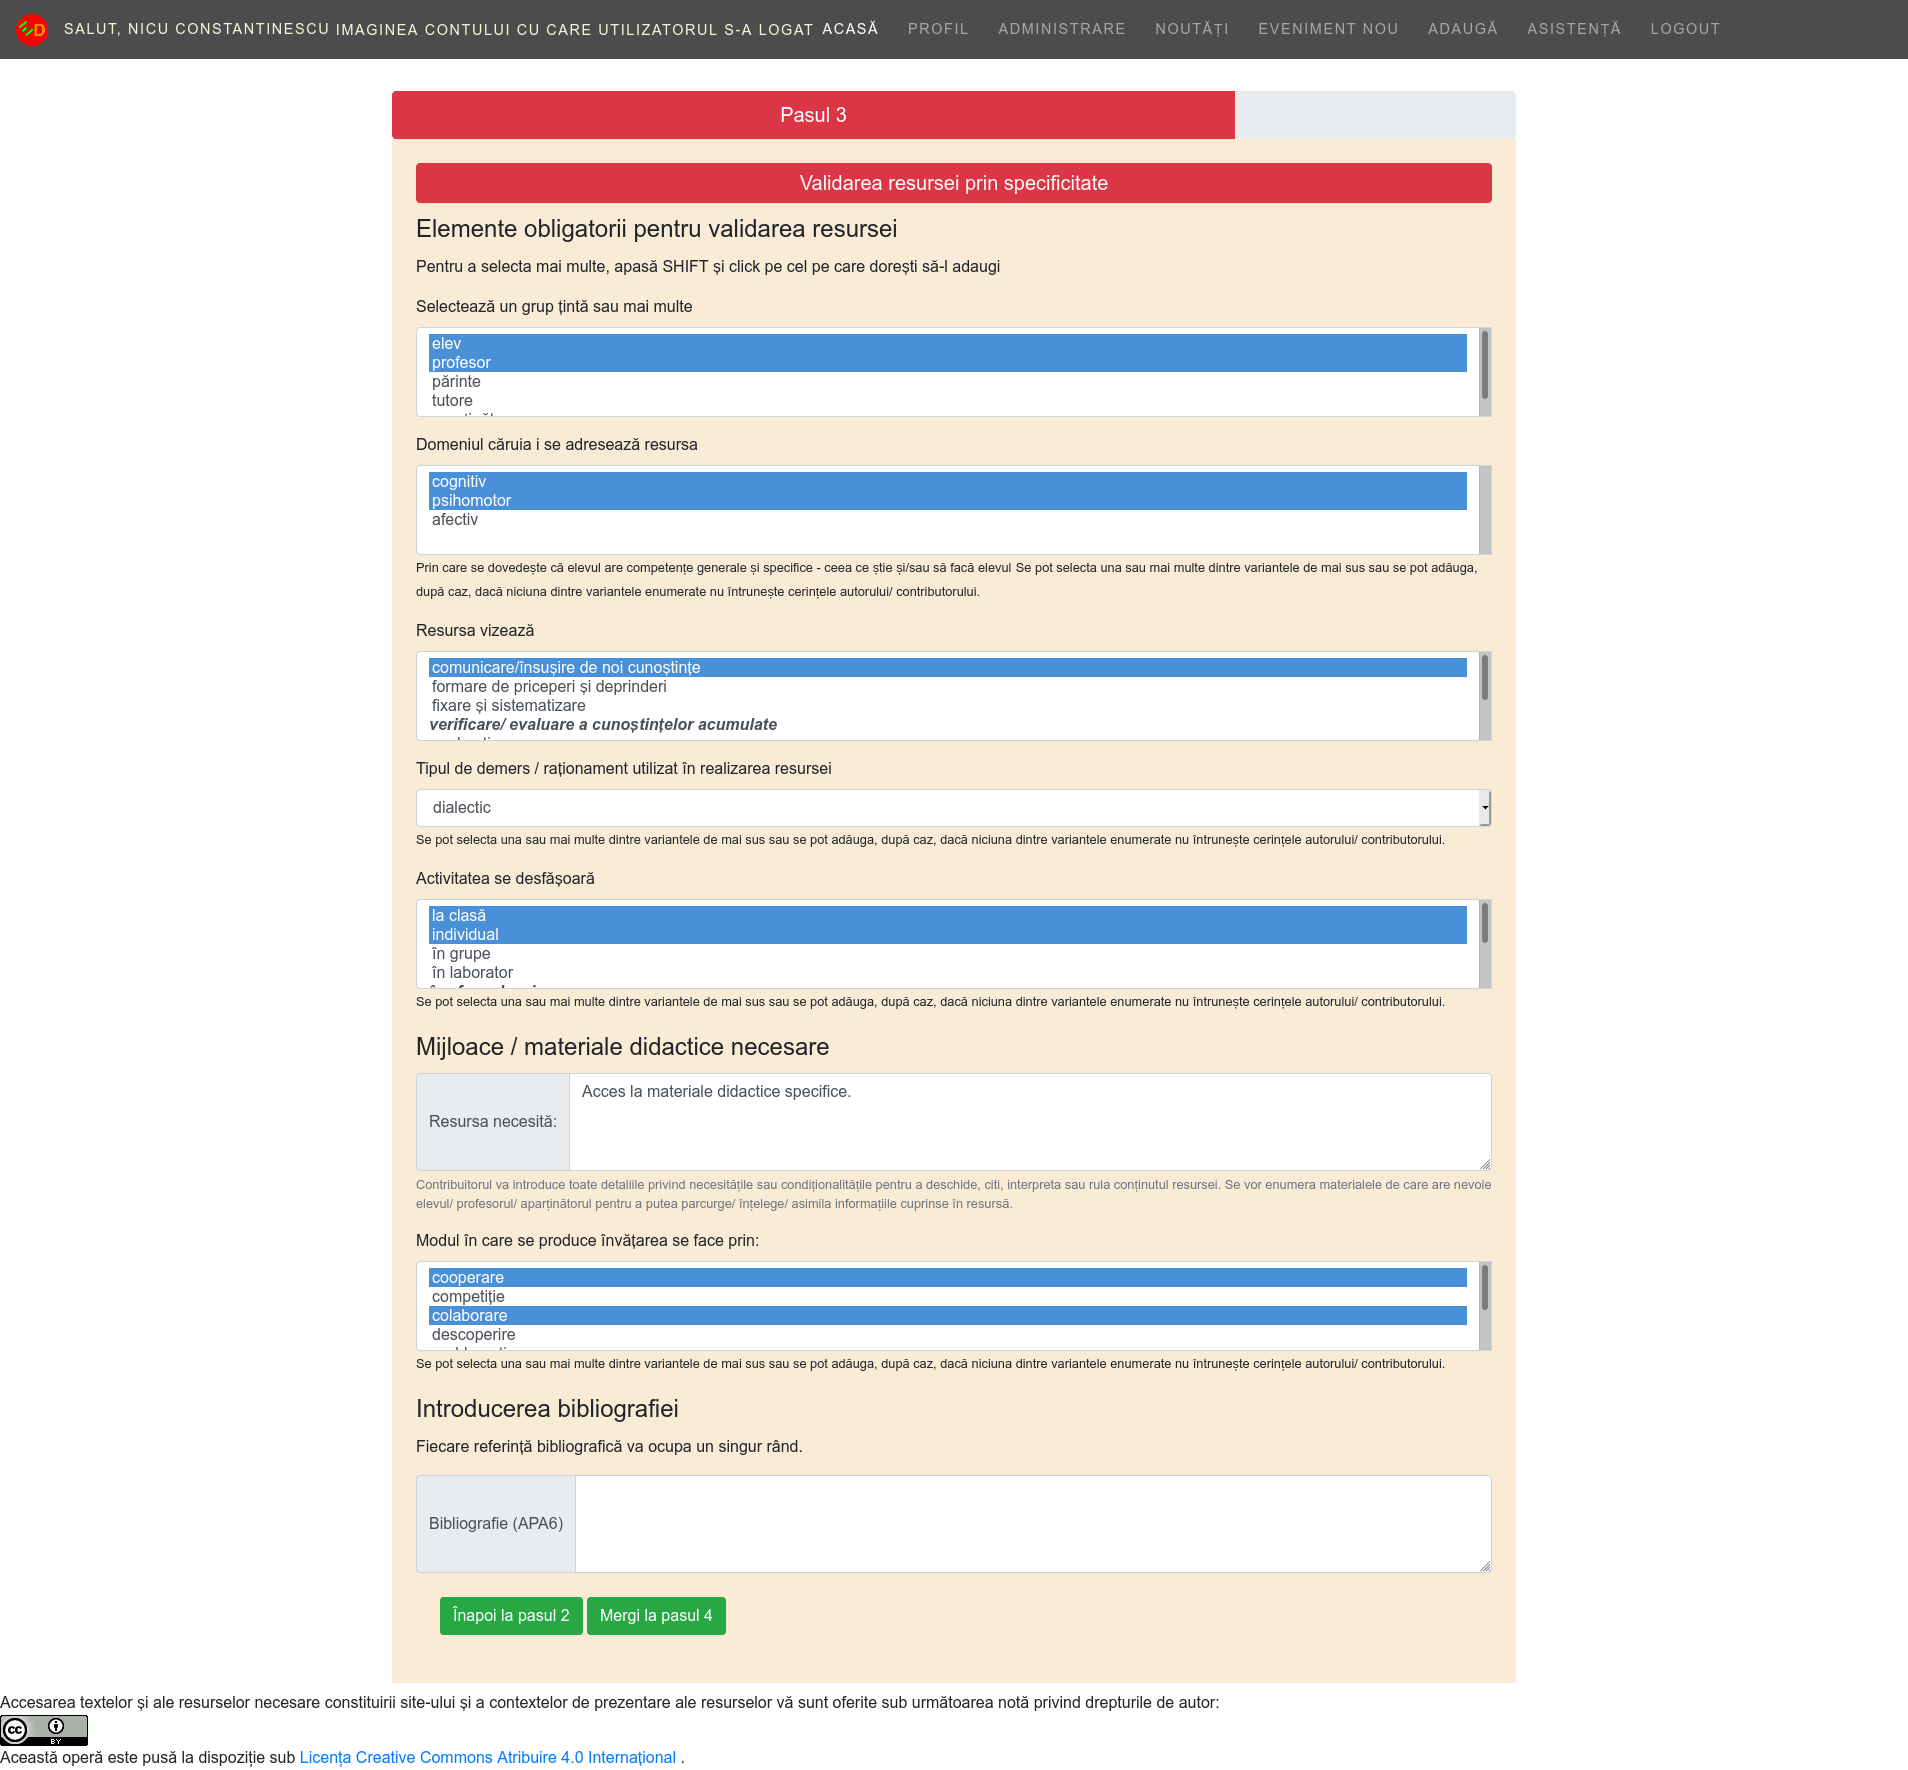 SALUT, NICU CONSTANTINESCU IMAGINEA CONTULUI CU CARE UTILIZATORUL S-A LOGAT ACASĂ PROFIL ADMINISTRARE NOUTĂȚI EVENIMENT NOU ADAUGĂ ASISTENȚĂ LOGOUT
Pasul 3
Validarea resursei prin specificitate
Elemente obligatorii pentru validarea resursei
Pentru a selecta mai multe, apasă SHIFT și click pe cel pe care dorești să-l adaugi
Selectează un grup țintă sau mai multe
elev
profesor
părinte
tutore
Domeniul căruia i se adresează resursa
cognitiv
psihomotor
afectiv
Prin care se dovedește că elevul are competențe generale și specifice - ceea ce știe și/sau să facă elevul Se pot selecta una sau mai multe dintre variantele de mai sus sau se pot adăuga,
după caz, dacă niciuna dintre variantele enumerate nu întrunește cerințele autorului/ contributorului.
Resursa vizează
comunicare/însușire de noi cunoștințe
formare de priceperi și deprinderi
fixare și sistematizare
verificare/ evaluare a cunoștințelor acumulate
Tipul de demers / raționament utilizat în realizarea resursei
dialectic
Se pot selecta una sau mai multe dintre variantele de mai sus sau se pot adăuga, după caz, dacă niciuna dintre variantele enumerate nu întrunește cerințele autorului/ contributorului.
Activitatea se desfășoară
la clasă
individual
în grupe
în laborator
Se pot selecta una sau mai multe dintre variantele de mai sus sau se pot adăuga, după caz, dacă niciuna dintre variantele enumerate nu întrunește cerințele autorului/ contributorului.
Mijloace / materiale didactice necesare
Resursa necesită: Acces la materiale didactice specifice.
Contribuitorul va introduce toate detaliile privind necesitățile sau condiționalitățile pentru a deschide, citi, interpreta sau rula conținutul resursei. Se vor enumera materialele de care are nevoie
elevul/ profesorul/ aparținătorul pentru a putea parcurge/ înțelege/ asimila informațiile cuprinse în resursă.
Modul în care se produce învățarea se face prin:
cooperare
competiție
colaborare
descoperire
Se pot selecta una sau mai multe dintre variantele de mai sus sau se pot adăuga, după caz, dacă niciuna dintre variantele enumerate nu întrunește cerințele autorului/ contributorului.
Introducerea bibliografiei
Fiecare referință bibliografică va ocupa un singur rând.
Bibliografie (APA6)
Înapoi la pasul 2 Mergi la pasul 4
Accesarea textelor și ale resurselor necesare constituirii site-ului și a contextelor de prezentare ale resurselor vă sunt oferite sub următoarea notă privind drepturile de autor:
cc BY
Această operă este pusă la dispoziție sub Licența Creative Commons Atribuire 4.0 Internațional .